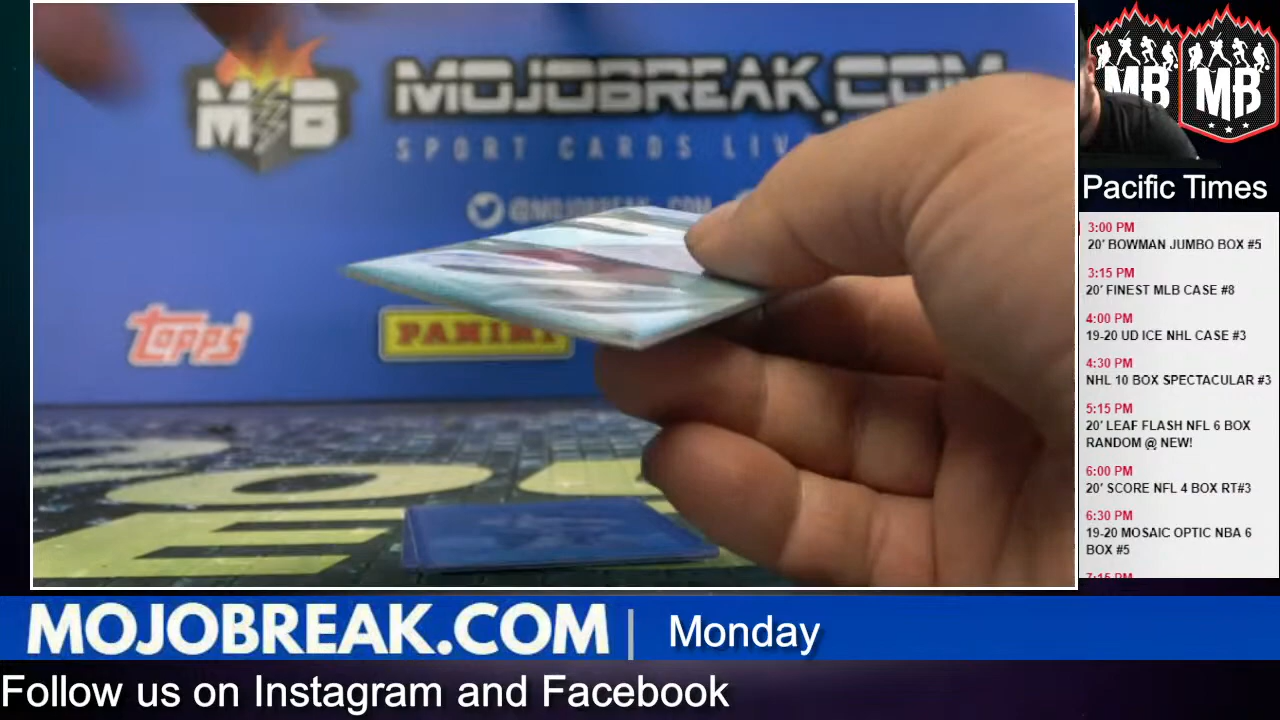 MOJOBREAK.COM
SPORT CARDS LIV
@MOJOBREAK_COM
MB
Topps
PANINI
MB MB
Pacific Times
3:00 PM
20' BOWMAN JUMBO BOX #5
3:15 PM
20' FINEST MLB CASE #8
4:00 PM
19-20 UD ICE NHL CASE #3
4:30 PM
NHL 10 BOX SPECTACULAR #3
5:15 PM
20' LEAF FLASH NFL 6 BOX
RANDOM @ NEW!
6:00 PM
20' SCORE NFL 4 BOX RT#3
6:30 PM
19-20 MOSAIC OPTIC NBA 6
BOX #5
MOJOBREAK.COM | Monday
Follow us on Instagram and Facebook